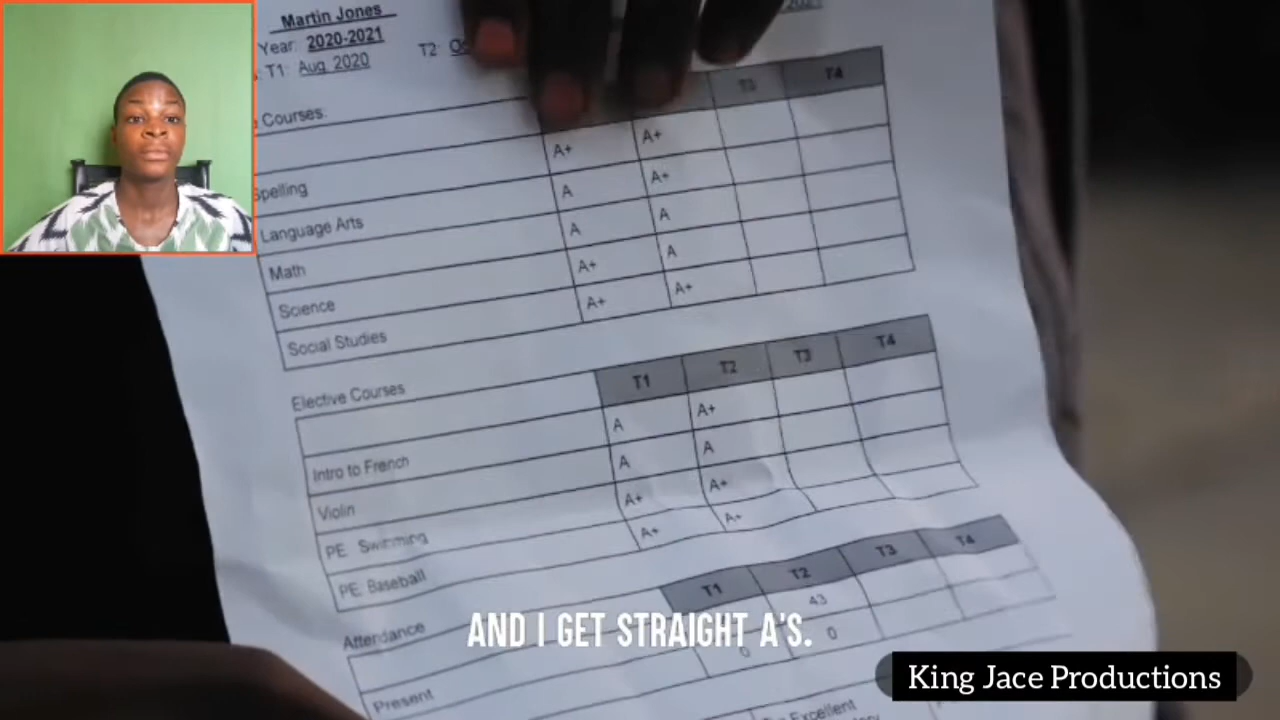 Martin Jones
Year: 2020-2021
T1: Aug. 2020 T2:
Courses:
T3 T4
Spelling A+ A+
Language Arts A A+
Math A A
Science A+ A
Social Studies A+ A+
Elective Courses T1 T2 T3 T4
Intro to French A A+
Violin A A
PE Swimming A+ A+
PE Baseball A+ A+
Attendance T1 T2 T3 T4
Present 43
0 0
AND I GET STRAIGHT A'S.
Excellent
King Jace Productions